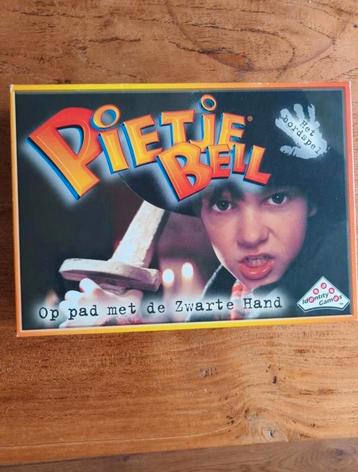 Pietje
Bell
Het
bordspel
Op pad met de Zwarte Hand
Identity
Games